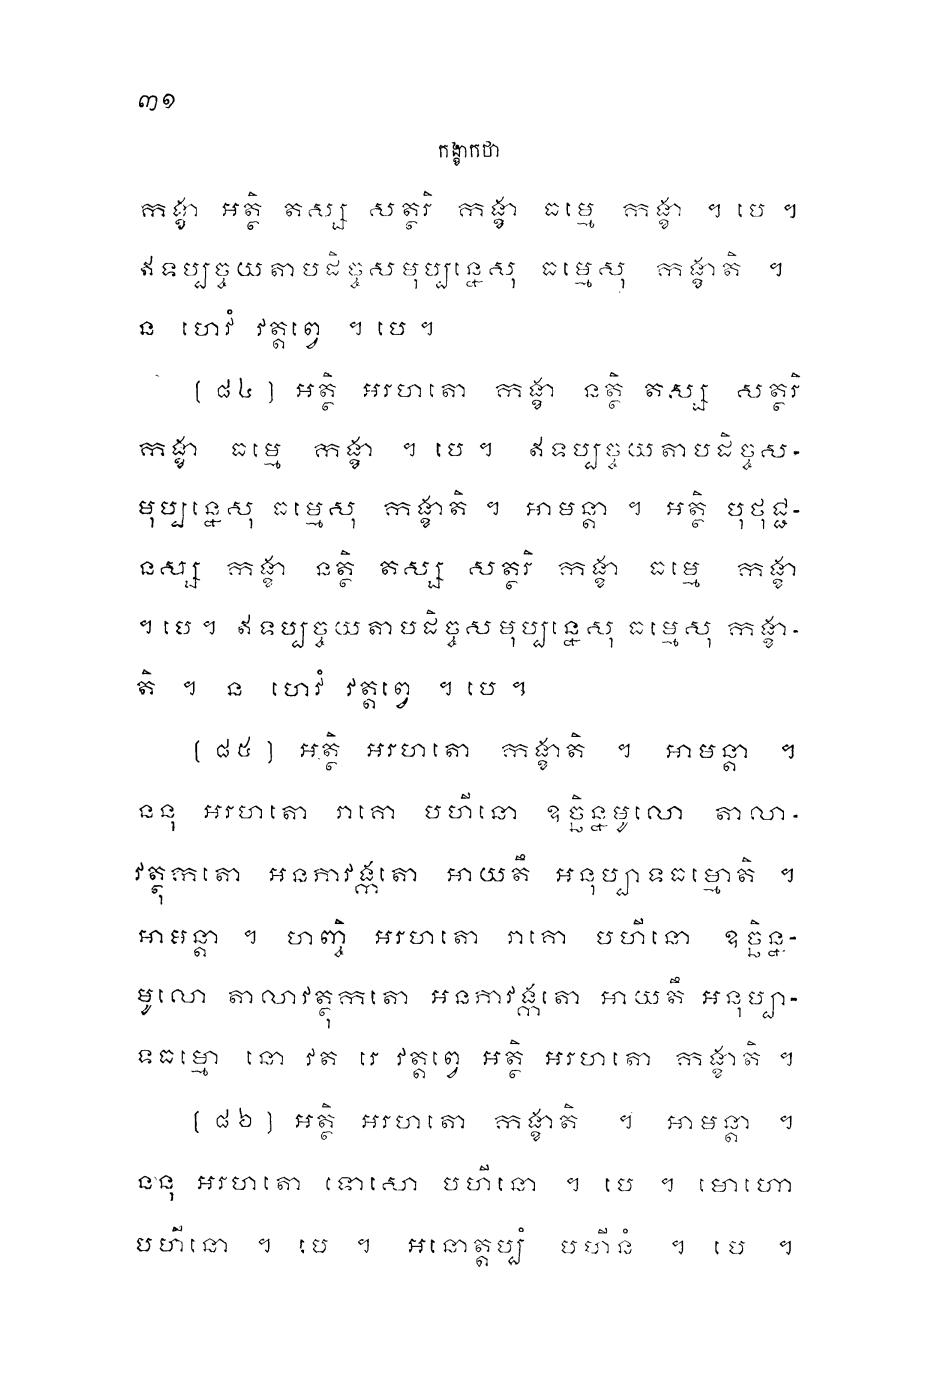 ៣១
កង្ខាកថា
កង្ខា អត្ថិ តស្ស សត្ថរិ កង្ខា ធម្មេ កង្ខា ។ បេ ។
ឥទប្បច្ចយតាបដិច្ចសមុប្បន្នេសុ ធម្មេសុ កង្ខាតិ ។
ន ហេវំ វត្តព្វេ ។ បេ ។
[ ៨៤ ] អត្ថិ អរហតោ កង្ខា នត្ថិ តស្ស សត្ថរិ
កង្ខា ធម្មេ កង្ខា ។ បេ ។ ឥទប្បច្ចយតាបដិច្ចស-
មុប្បន្នេសុ ធម្មេសុ កង្ខាតិ ។ អាមន្តា ។ អត្ថិ បុថុជ្ជ-
នស្ស កង្ខា នត្ថិ តស្ស សត្ថរិ កង្ខា ធម្មេ កង្ខា
។ បេ ។ ឥទប្បច្ចយតាបដិច្ចសមុប្បន្នេសុ ធម្មេសុ កង្ខា-
តិ ។ ន ហេវំ វត្តព្វេ ។ បេ ។
[ ៨៥ ] អត្ថិ អរហតោ កង្ខាតិ ។ អាមន្តា ។
ននុ អរហតោ រាគោ បហីនោ ឧច្ឆិន្នមូលោ តាលា-
វត្ថុកតោ អនភាវង្កតោ អាយតឹ អនុប្បាទធម្មោតិ ។
អាមន្តា ។ ហញ្ចិ អរហតោ រាគោ បហីនោ ឧច្ឆិន្ន-
មូលោ តាលាវត្ថុកតោ អនភាវង្កតោ អាយតឹ អនុប្បា-
ទធម្មោ នោ វត រេ វត្តព្វេ អត្ថិ អរហតោ កង្ខាតិ ។
[ ៨៦ ] អត្ថិ អរហតោ កង្ខាតិ ។ អាមន្តា ។
ននុ អរហតោ ទោសោ បហីនោ ។ បេ ។ មោហោ
បហីនោ ។ បេ ។ អនោត្តប្បំ បហីនំ ។ បេ ។